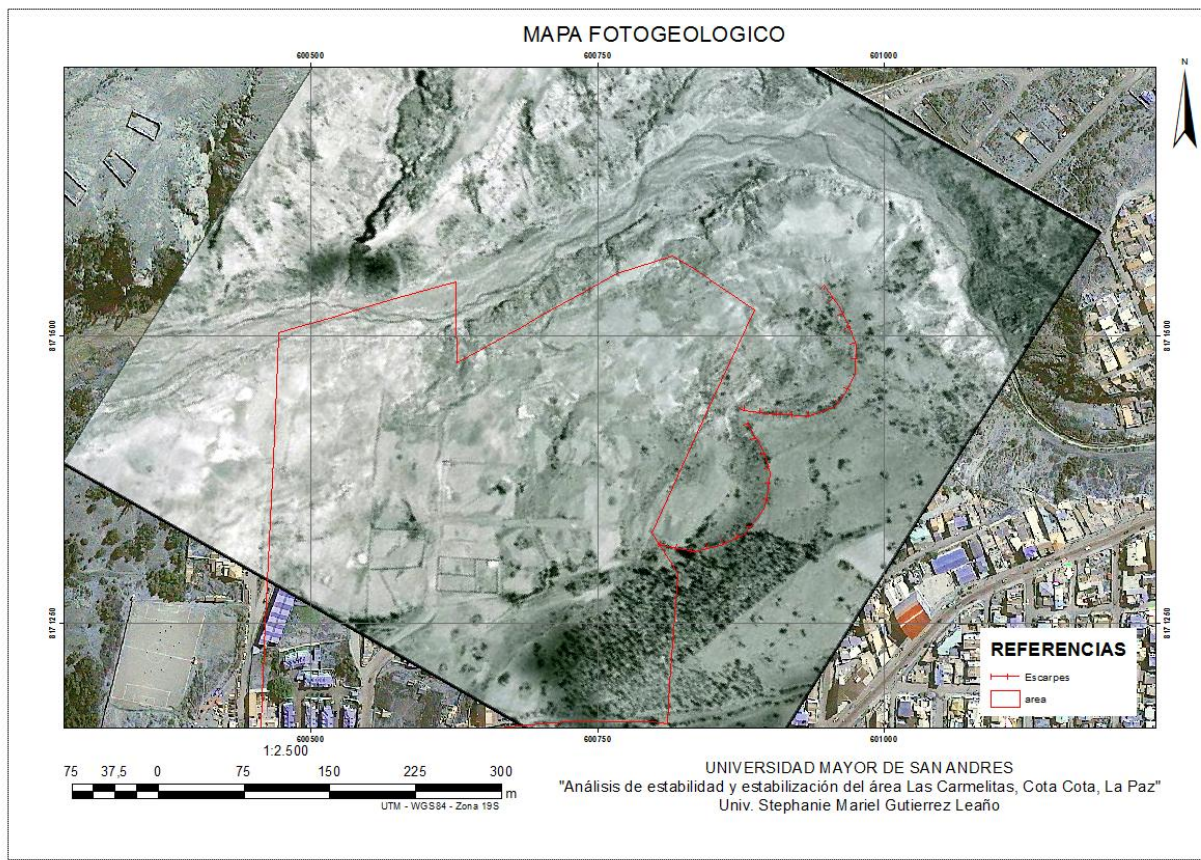 MAPA FOTOGEOLOGICO
600500 600750 601000
N
8171500 8171500
8171250 8171250
REFERENCIAS
Escarpes
area
600500 600750 601000
1:2.500
75 37,5 0 75 150 225 300
m
UTM - WGS84 - Zona 19S
UNIVERSIDAD MAYOR DE SAN ANDRES
"Análisis de estabilidad y estabilización del área Las Carmelitas, Cota Cota, La Paz"
Univ. Stephanie Mariel Gutierrez Leaño